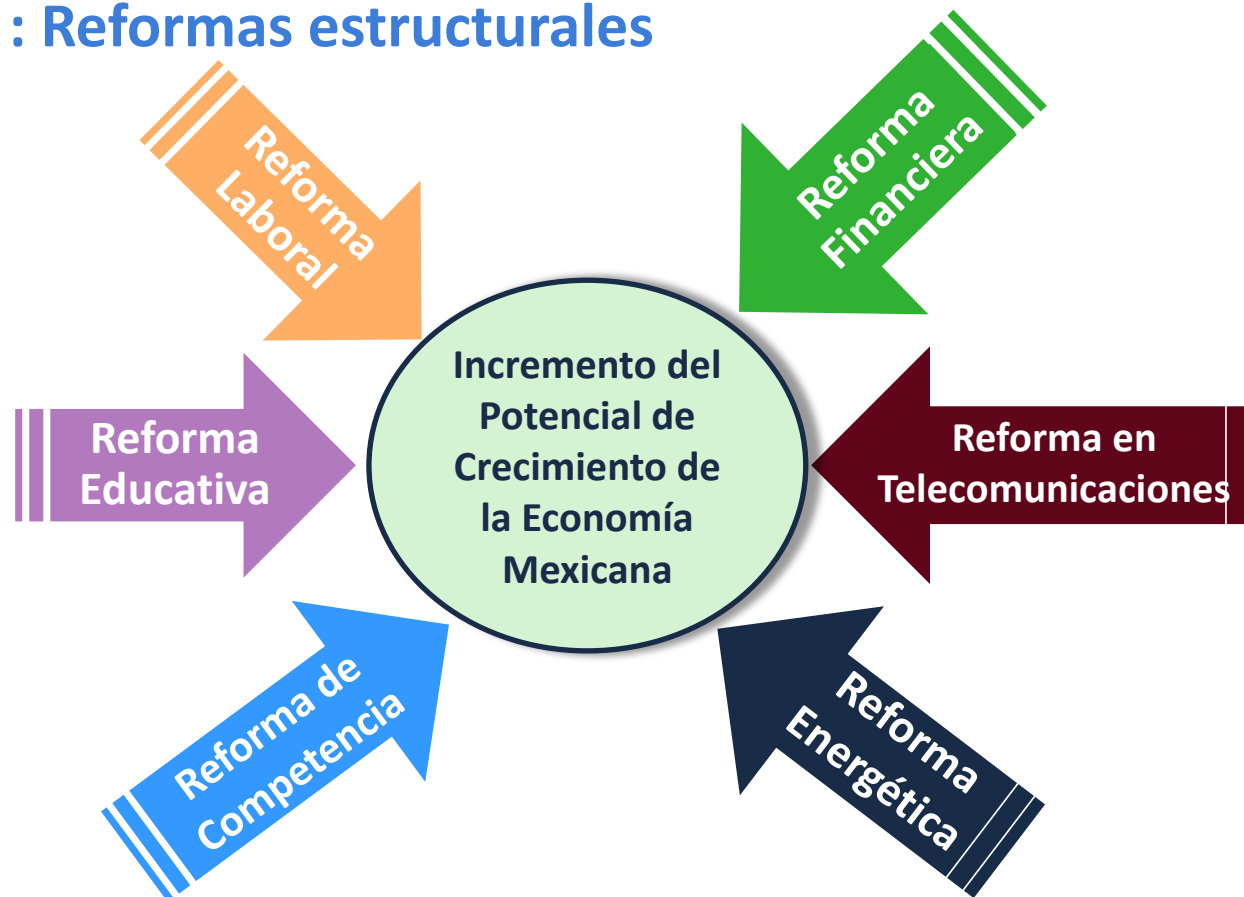 : Reformas estructurales
Reforma
Laboral
Reforma
Financiera
Incremento del
Potencial de
Crecimiento de
la Economía
Mexicana
Reforma
Educativa
Reforma en
Telecomunicaciones
Reforma de
Competencia
Reforma
Energética